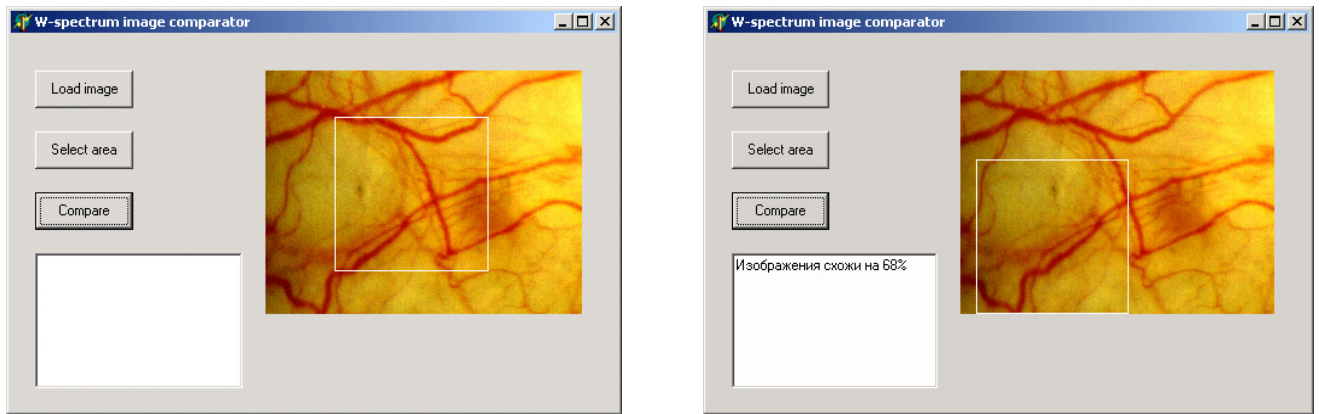 W-spectrum image comparator
Load image
Select area
Compare
W-spectrum image comparator
Load image
Select area
Compare
Изображения схожи на 68%